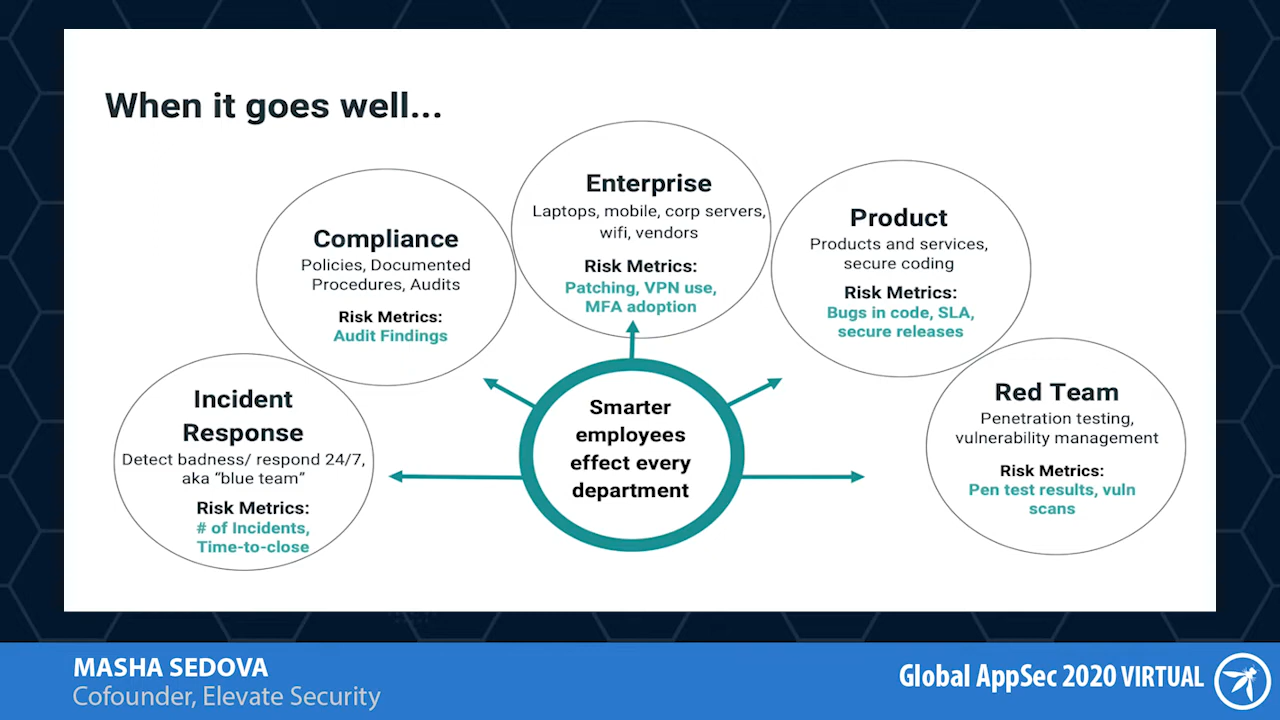 When it goes well...
Enterprise
Laptops, mobile, corp servers,
wifi, vendors
Risk Metrics:
Patching, VPN use,
MFA adoption
Compliance
Policies, Documented
Procedures, Audits
Risk Metrics:
Audit Findings
Product
Products and services,
secure coding
Risk Metrics:
Bugs in code, SLA,
secure releases
Incident
Response
Detect badness/ respond 24/7,
aka “blue team“
Risk Metrics:
# of Incidents,
Time-to-close
Smarter
employees
effect every
department
Red Team
Penetration testing,
vulnerability management
Risk Metrics:
Pen test results, vuln
scans
MASHA SEDOVA
Cofounder, Elevate Security
Global AppSec 2020 VIRTUAL